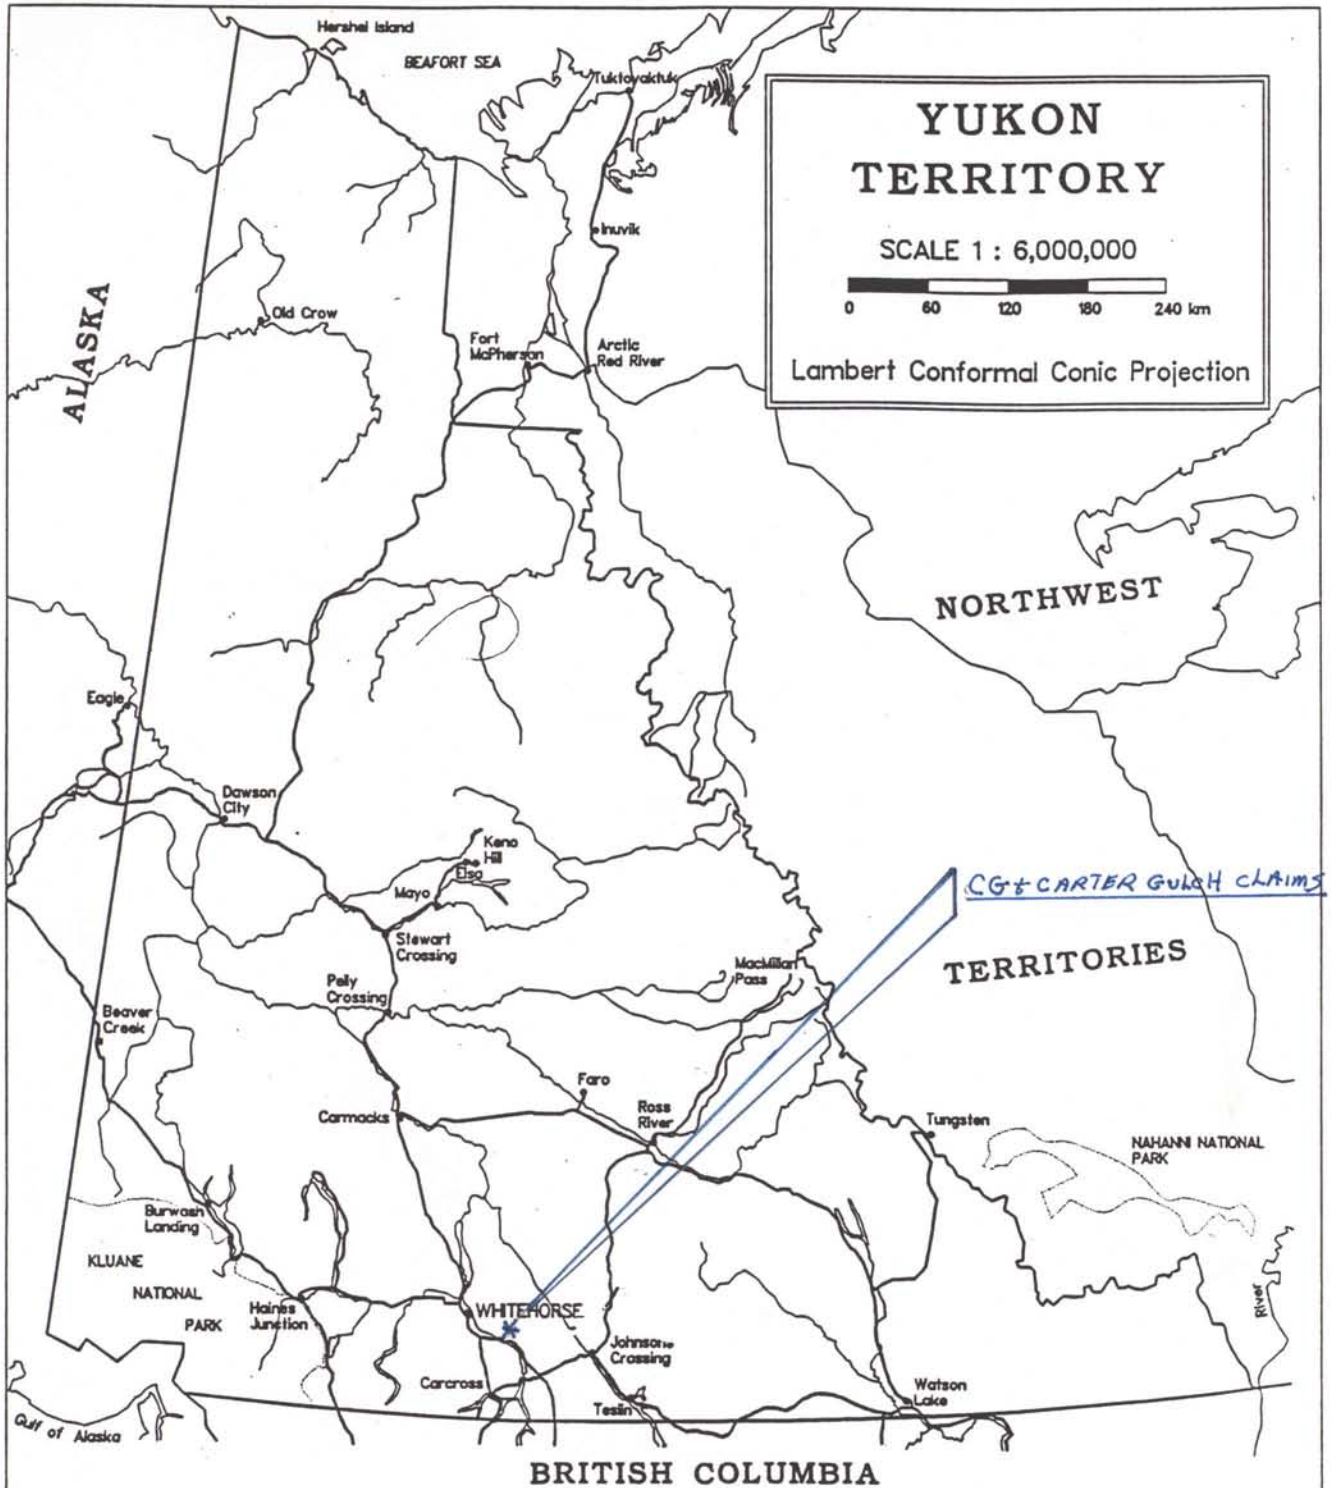 Hershel Island
BEAFORT SEA
Tuktoyaktuk
YUKON
TERRITORY
SCALE 1 : 6,000,000
0 60 120 180 240 km
Lambert Conformal Conic Projection
Inuvik
ALASKA
Old Crow
Fort
McPherson
Arctic
Red River
NORTHWEST
Eagle
Dawson
City
Keno
Hill
Elsa
Mayo
CG & CARTER GULCH CLAIMS
Stewart
Crossing
TERRITORIES
MacMillan
Pass
Pelly
Crossing
Beaver
Creek
Faro
Ross
River
Carmacks
Tungsten
NAHANNI NATIONAL
PARK
Burwash
Landing
KLUANE
NATIONAL
PARK
Haines
Junction
WHITEHORSE
River
Johnsons
Crossing
Carcross
Teslin
Watson
Lake
Gulf of Alaska
BRITISH COLUMBIA